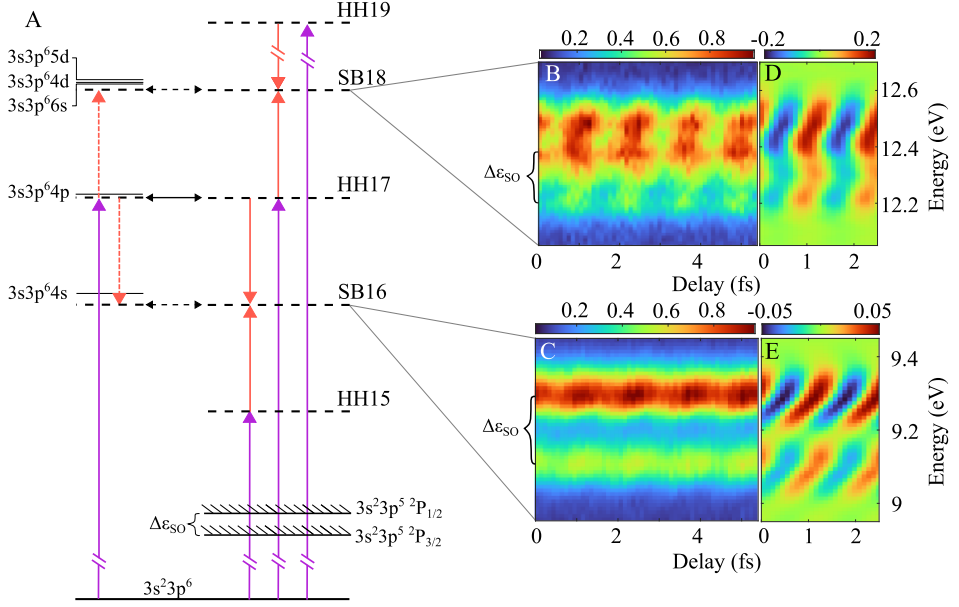 A
HH19
3s3p⁶5d
3s3p⁶4d
3s3p⁶6s
SB18
3s3p⁶4p
HH17
3s3p⁶4s
SB16
HH15
3s²3p⁵ ²P₁/₂
Δε_SO
3s²3p⁵ ²P₃/₂
3s²3p⁶
0.2 0.4 0.6 0.8
B
Δε_SO
0 2 4
Delay (fs)
-0.2 0.2
D
12.6
12.4
12.2
Energy (eV)
0 2
0.2 0.4 0.6 0.8
C
Δε_SO
0 2 4
Delay (fs)
-0.05 0.05
E
9.4
9.2
9
Energy (eV)
0 2